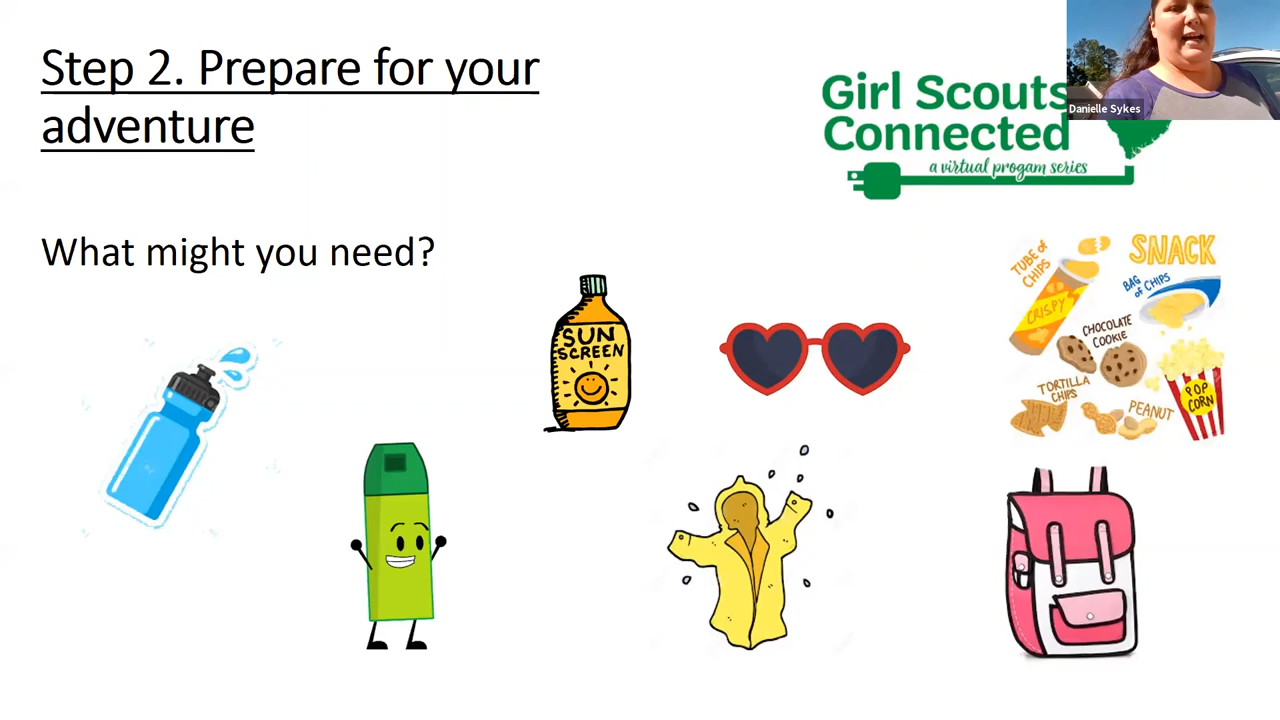 Step 2. Prepare for your
adventure
Girl Scouts
Connected
a virtual progam series
Danielle Sykes
What might you need?
SUN
SCREEN
TUBE of
CHIPS
CRISPY
SNACK
BAG
of CHIPS
CHOCOLATE
COOKIE
TORTILLA
CHIPS
PEANUT
POP
CORN